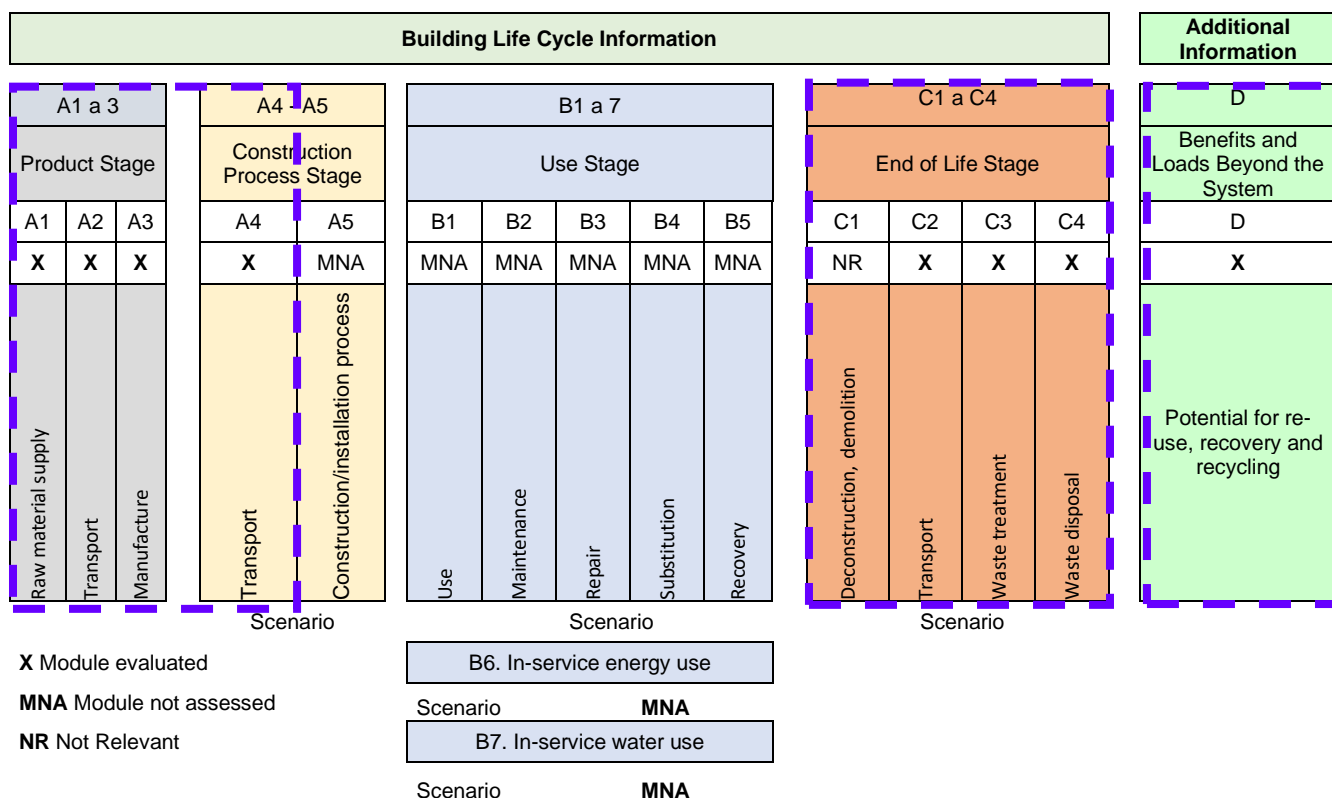 Building Life Cycle Information
Additional
Information
A1 a 3
A4 - A5
B1 a 7
C1 a C4
D
Product Stage
Construction
Process Stage
Use Stage
End of Life Stage
Benefits and
Loads Beyond the
System
A1 A2 A3 A4 A5 B1 B2 B3 B4 B5 C1 C2 C3 C4 D
X X X X MNA MNA MNA MNA MNA MNA NR X X X X
Raw material supply
Transport
Manufacture
Transport
Construction/installation process
Use
Maintenance
Repair
Substitution
Recovery
Deconstruction, demolition
Transport
Waste treatment
Waste disposal
Potential for re-
use, recovery and
recycling
Scenario
Scenario
Scenario
X Module evaluated
MNA Module not assessed
NR Not Relevant
B6. In-service energy use
Scenario MNA
B7. In-service water use
Scenario MNA